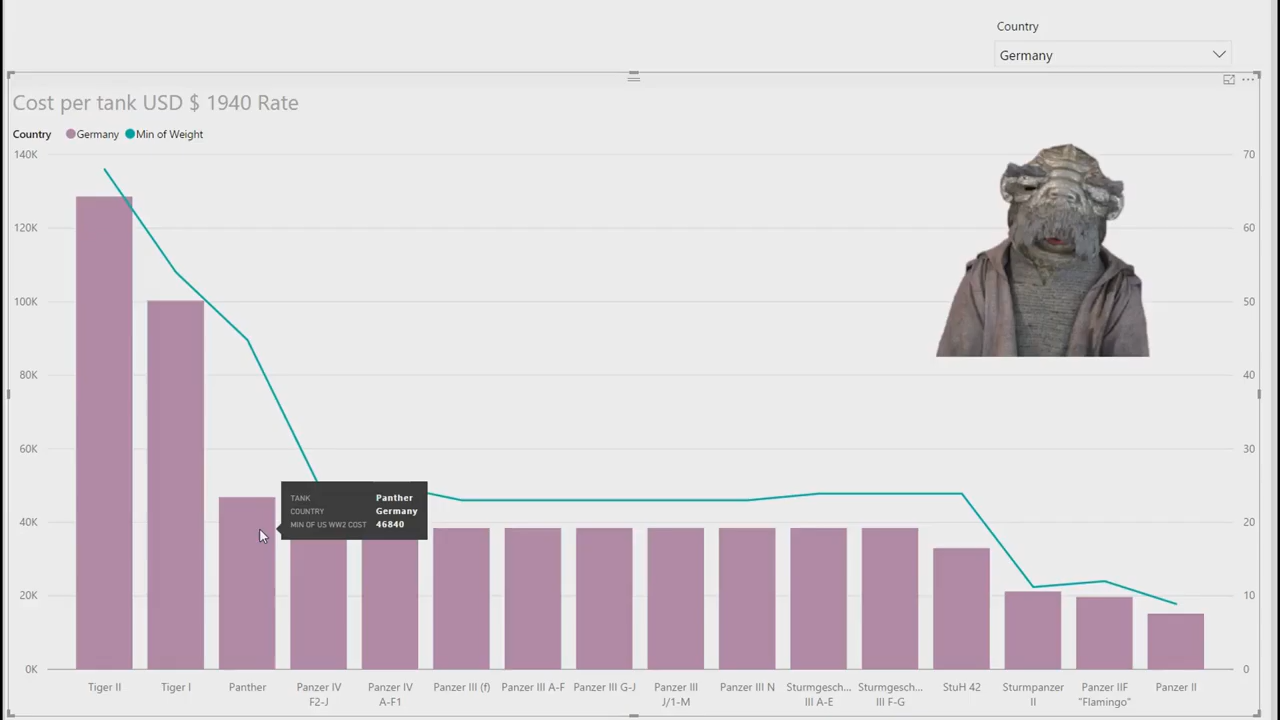 Country
Germany
Cost per tank USD $ 1940 Rate
Country Germany Min of Weight
140K
120K
100K
80K
60K
40K
20K
0K
70
60
50
40
30
20
10
0
TANK Panther
COUNTRY Germany
MIN OF US WW2 COST 46840
Tiger II
Tiger I
Panther
Panzer IV
F2-J
Panzer IV
A-F1
Panzer III (f)
Panzer III A-F
Panzer III G-J
Panzer III
J/1-M
Panzer III N
Sturmgesch...
III A-E
Sturmgesch...
III F-G
StuH 42
Sturmpanzer
II
Panzer IIF
"Flamingo"
Panzer II